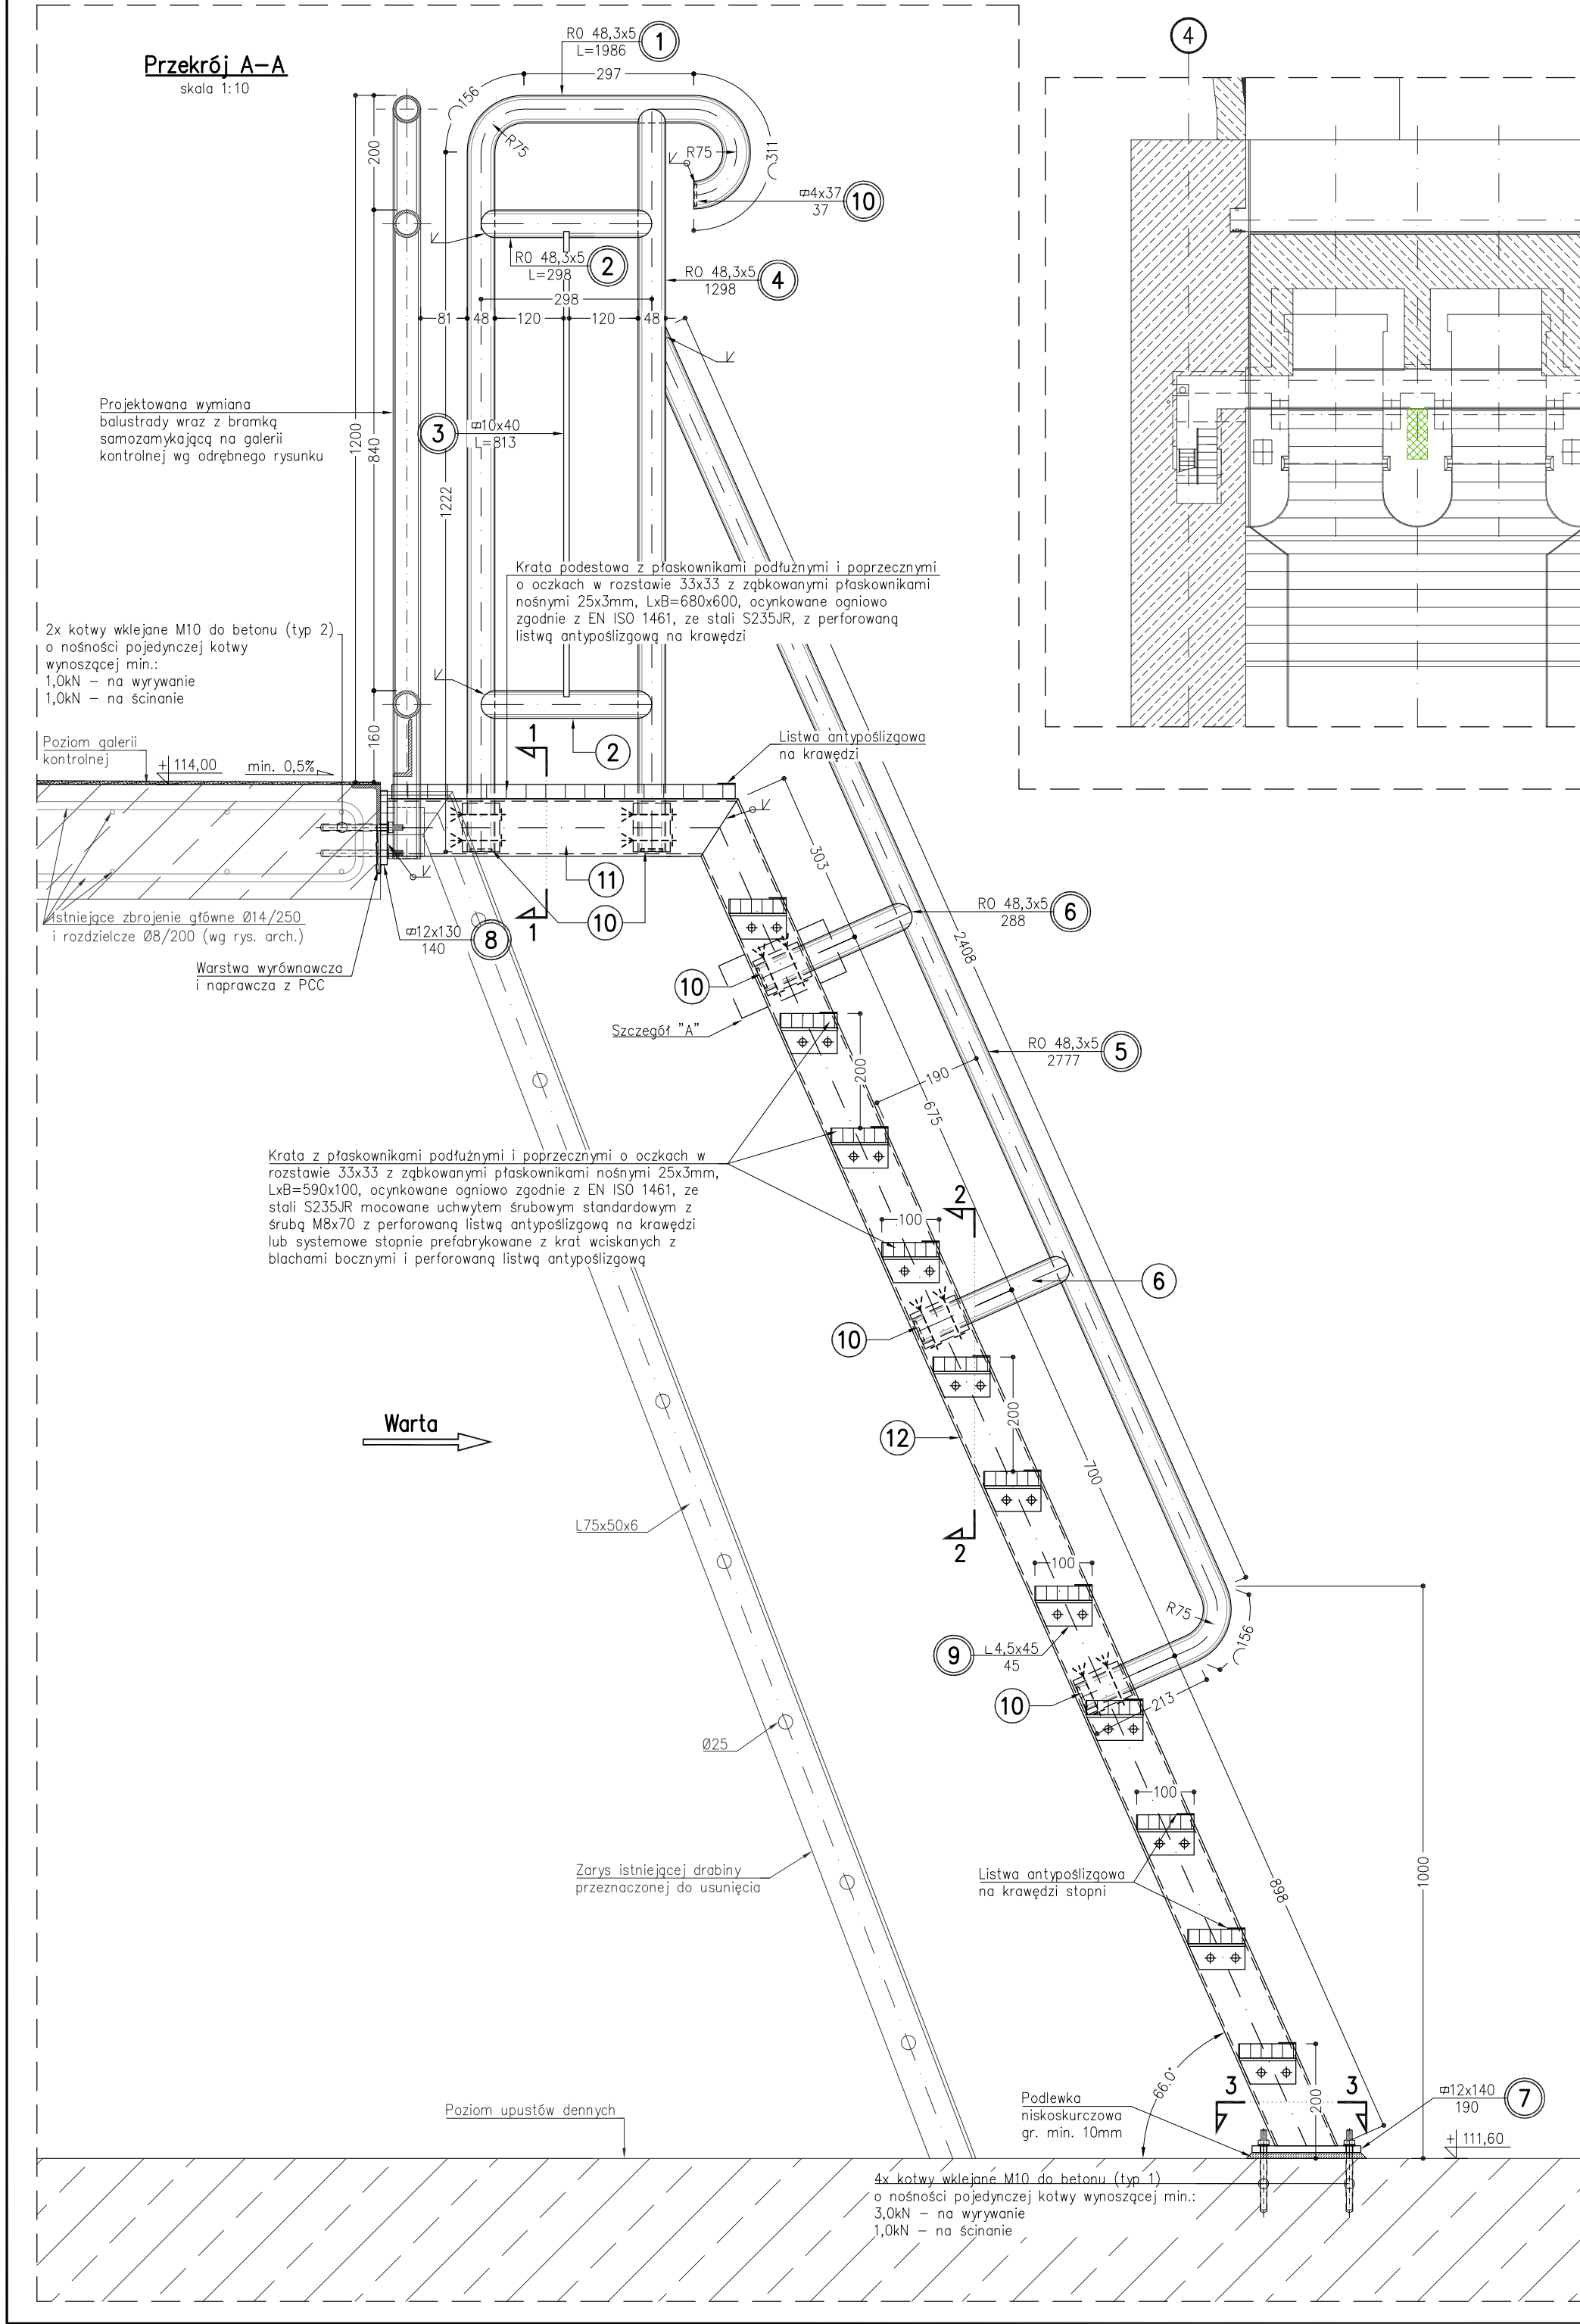 Przekrój A-A
skala 1:10
R0 48,3x5
L=1986
1
297
156
R75
R75
311
200
⌀4x37
37
10
R0 48,3x5
L=298
2
R0 48,3x5
1298
4
298
81
48
120
120
48
Projektowana wymiana
balustrady wraz z bramką
samozamykającą na galerii
kontrolnej wg odrębnego rysunku
1200
840
3
10x40
L=813
1222
Krata podestowa z płaskownikami podłużnymi i poprzecznymi
o oczkach w rozstawie 33x33 z ząbkowanymi płaskownikami
nośnymi 25x3mm, LxB=680x600, ocynkowane ogniowo
zgodnie z EN ISO 1461, ze stali S235JR, z perforowaną
listwą antypoślizgową na krawędzi
2x kotwy wklejane M10 do betonu (typ 2)
o nośności pojedynczej kotwy
wynoszącej min.:
1,0kN – na wyrywanie
1,0kN – na ścinanie
160
1
2
Listwa antypoślizgowa
na krawędzi
Poziom galerii
kontrolnej
+114,00
min. 0,5%
303
11
10
1
Istniejące zbrojenie główne Ø14/250
i rozdzielcze Ø8/200 (wg rys. arch.)
12x130
140
8
Warstwa wyrównawcza
i naprawcza z PCC
R0 48,3x5
288
6
2408
10
Szczegół "A"
R0 48,3x5
2777
5
200
190
675
Krata z płaskownikami podłużnymi i poprzecznymi o oczkach w
rozstawie 33x33 z ząbkowanymi płaskownikami nośnymi 25x3mm,
LxB=590x100, ocynkowane ogniowo zgodnie z EN ISO 1461, ze
stali S235JR mocowane uchwytem śrubowym standardowym z
śrubą M8x70 z perforowaną listwą antypoślizgową na krawędzi
lub systemowe stopnie prefabrykowane z krat wciskanych z
blachami bocznymi i perforowaną listwą antypoślizgową
2
100
6
10
Warta
12
200
700
L75x50x6
2
100
R75
156
9
L4,5x45
45
10
213
Ø25
100
Zarys istniejącej drabiny
przeznaczonej do usunięcia
Listwa antypoślizgowa
na krawędzi stopni
898
1000
66.0°
Poziom upustów dennych
Podlewka
niskoskurczowa
gr. min. 10mm
3
200
3
12x140
190
7
+111,60
4x kotwy wklejane M10 do betonu (typ 1)
o nośności pojedynczej kotwy wynoszącej min.:
3,0kN – na wyrywanie
1,0kN – na ścinanie
4